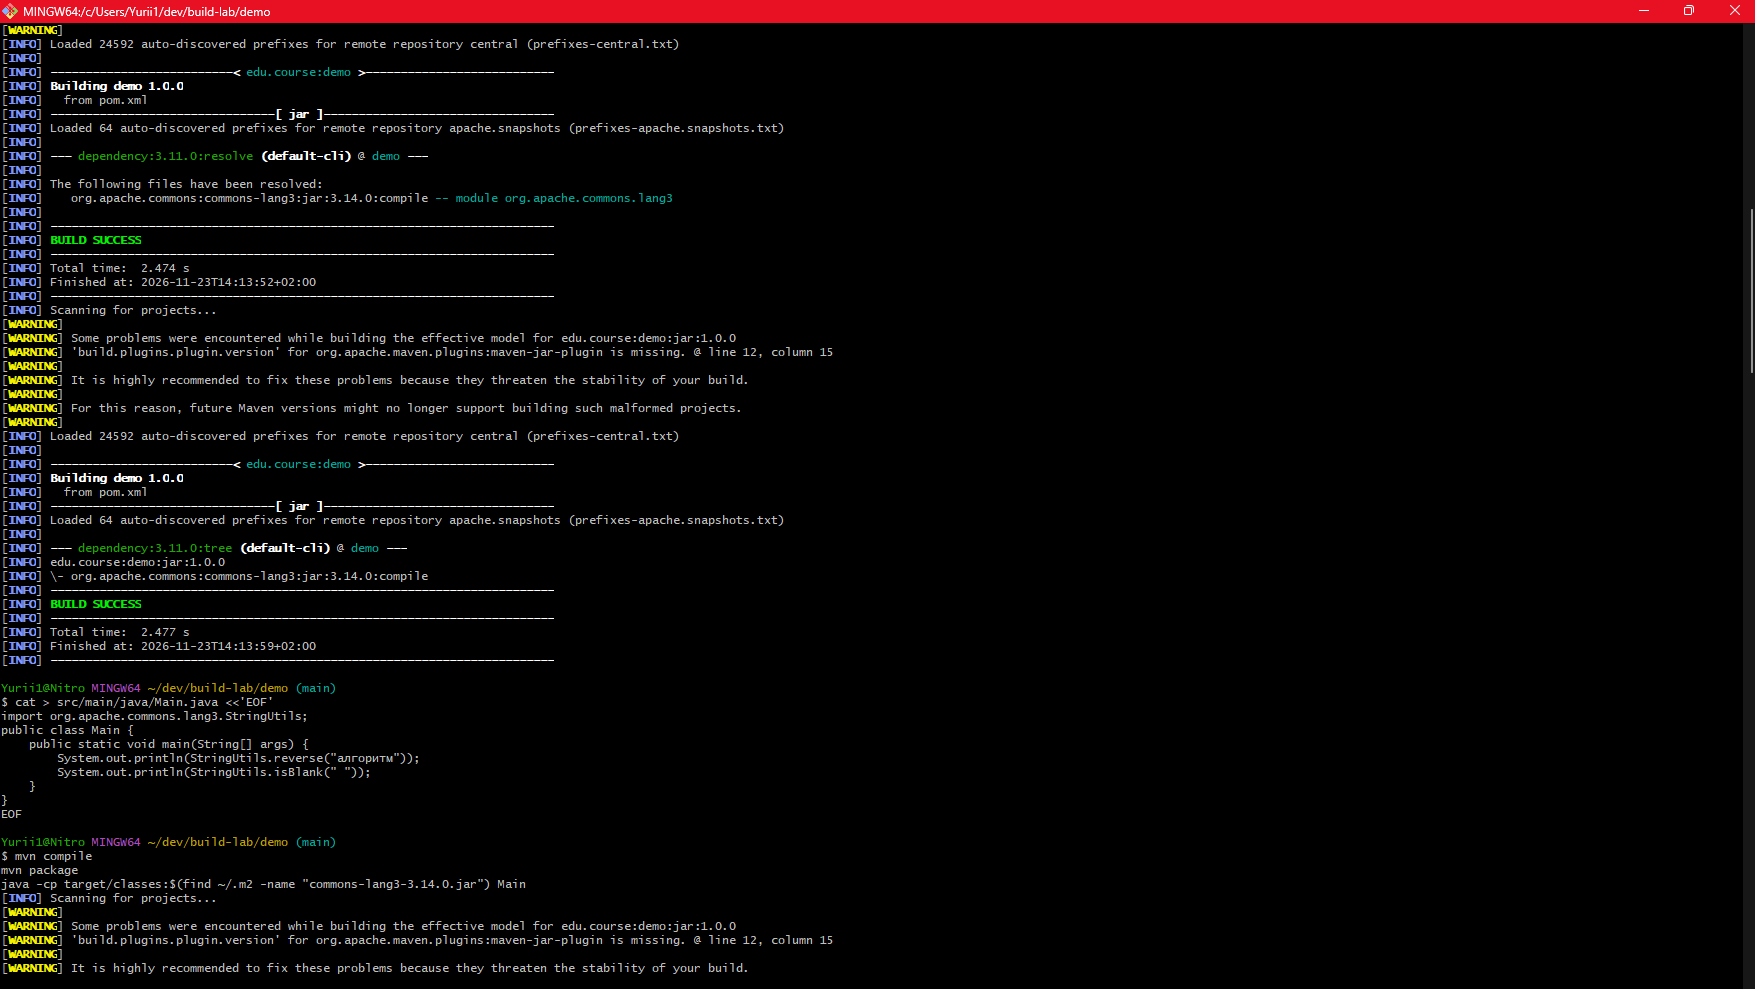 MINGW64:/c/Users/Yurii1/dev/build-lab/demo
[WARNING]
[INFO] Loaded 24592 auto-discovered prefixes for remote repository central (prefixes-central.txt)
[INFO]
[INFO] --------------------------< edu.course:demo >---------------------------
[INFO] Building demo 1.0.0
[INFO]   from pom.xml
[INFO] --------------------------------[ jar ]---------------------------------
[INFO] Loaded 64 auto-discovered prefixes for remote repository apache.snapshots (prefixes-apache.snapshots.txt)
[INFO]
[INFO] --- dependency:3.11.0:resolve (default-cli) @ demo ---
[INFO]
[INFO] The following files have been resolved:
[INFO]    org.apache.commons:commons-lang3:jar:3.14.0:compile -- module org.apache.commons.lang3
[INFO]
[INFO] ------------------------------------------------------------------------
[INFO] BUILD SUCCESS
[INFO] ------------------------------------------------------------------------
[INFO] Total time:  2.474 s
[INFO] Finished at: 2026-11-23T14:13:52+02:00
[INFO] ------------------------------------------------------------------------
[INFO] Scanning for projects...
[WARNING]
[WARNING] Some problems were encountered while building the effective model for edu.course:demo:jar:1.0.0
[WARNING] 'build.plugins.plugin.version' for org.apache.maven.plugins:maven-jar-plugin is missing. @ line 12, column 15
[WARNING]
[WARNING] It is highly recommended to fix these problems because they threaten the stability of your build.
[WARNING]
[WARNING] For this reason, future Maven versions might no longer support building such malformed projects.
[WARNING]
[INFO] Loaded 24592 auto-discovered prefixes for remote repository central (prefixes-central.txt)
[INFO]
[INFO] --------------------------< edu.course:demo >---------------------------
[INFO] Building demo 1.0.0
[INFO]   from pom.xml
[INFO] --------------------------------[ jar ]---------------------------------
[INFO] Loaded 64 auto-discovered prefixes for remote repository apache.snapshots (prefixes-apache.snapshots.txt)
[INFO]
[INFO] --- dependency:3.11.0:tree (default-cli) @ demo ---
[INFO] edu.course:demo:jar:1.0.0
[INFO] \- org.apache.commons:commons-lang3:jar:3.14.0:compile
[INFO] ------------------------------------------------------------------------
[INFO] BUILD SUCCESS
[INFO] ------------------------------------------------------------------------
[INFO] Total time:  2.477 s
[INFO] Finished at: 2026-11-23T14:13:59+02:00
[INFO] ------------------------------------------------------------------------
Yurii1@Nitro MINGW64 ~/dev/build-lab/demo (main)
$ cat > src/main/java/Main.java <<'EOF'
import org.apache.commons.lang3.StringUtils;
public class Main {
    public static void main(String[] args) {
        System.out.println(StringUtils.reverse("алгоритм"));
        System.out.println(StringUtils.isBlank(" "));
    }
}
EOF
Yurii1@Nitro MINGW64 ~/dev/build-lab/demo (main)
$ mvn compile
mvn package
java -cp target/classes:$(find ~/.m2 -name "commons-lang3-3.14.0.jar") Main
[INFO] Scanning for projects...
[WARNING]
[WARNING] Some problems were encountered while building the effective model for edu.course:demo:jar:1.0.0
[WARNING] 'build.plugins.plugin.version' for org.apache.maven.plugins:maven-jar-plugin is missing. @ line 12, column 15
[WARNING]
[WARNING] It is highly recommended to fix these problems because they threaten the stability of your build.